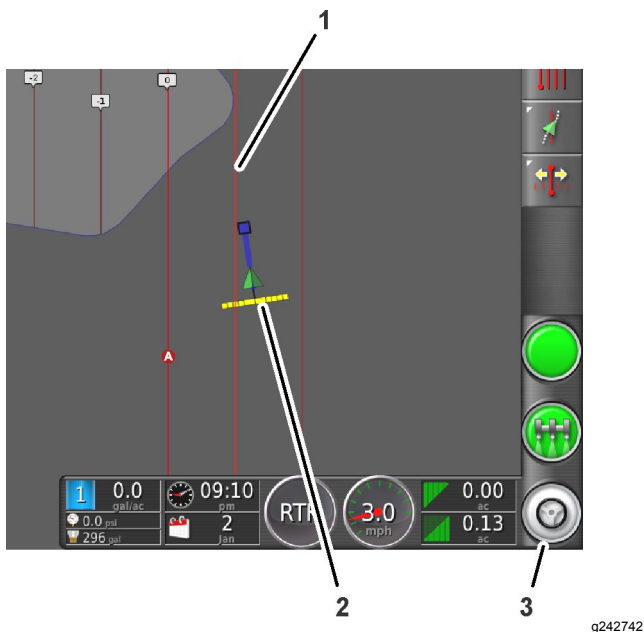 1
-2
-1
0
A
1 0.0
gal/ac
0.0 psi
296 gal
09:10
pm
2
Jan
RTK
3.0
mph
0.00
ac
0.13
ac
2
3
g242742